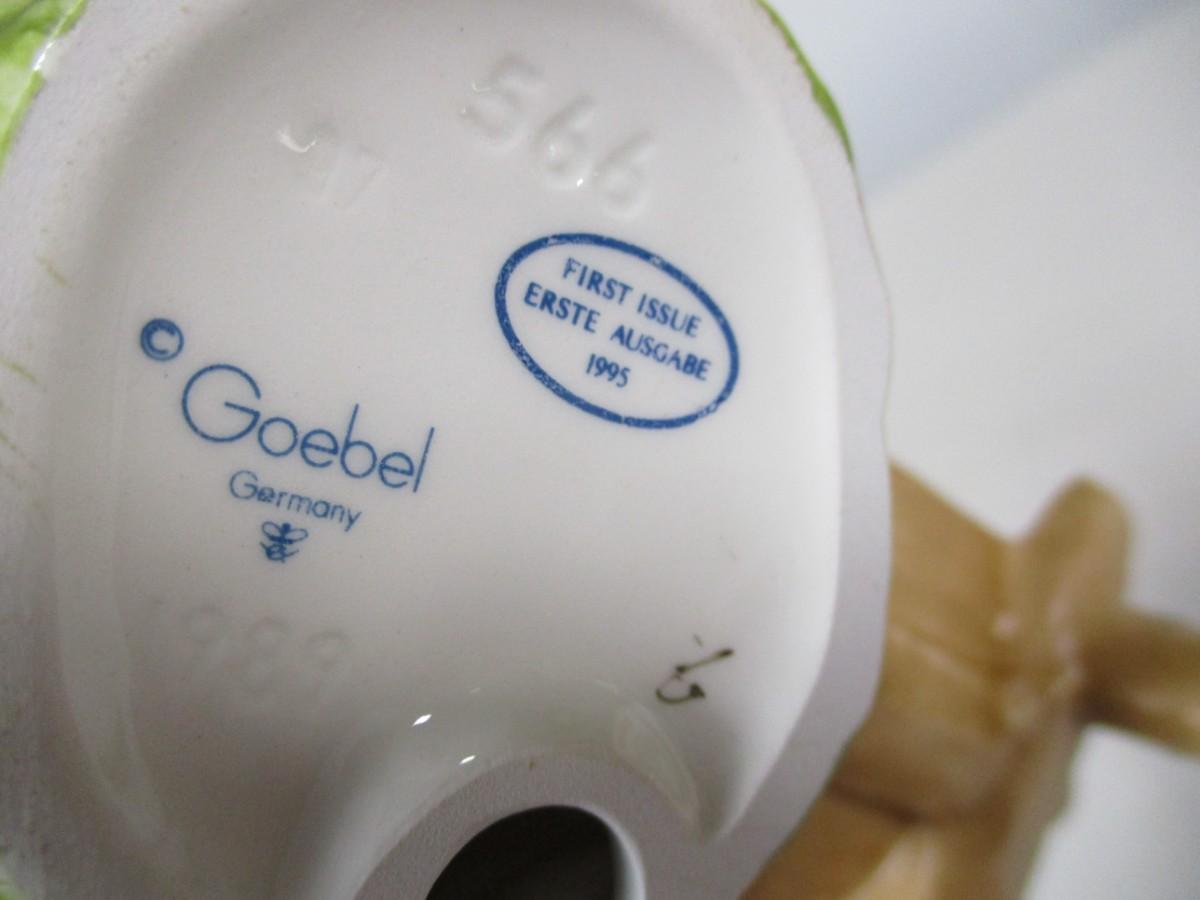 566
FIRST ISSUE
ERSTE AUSGABE
1995
© Goebel
Germany